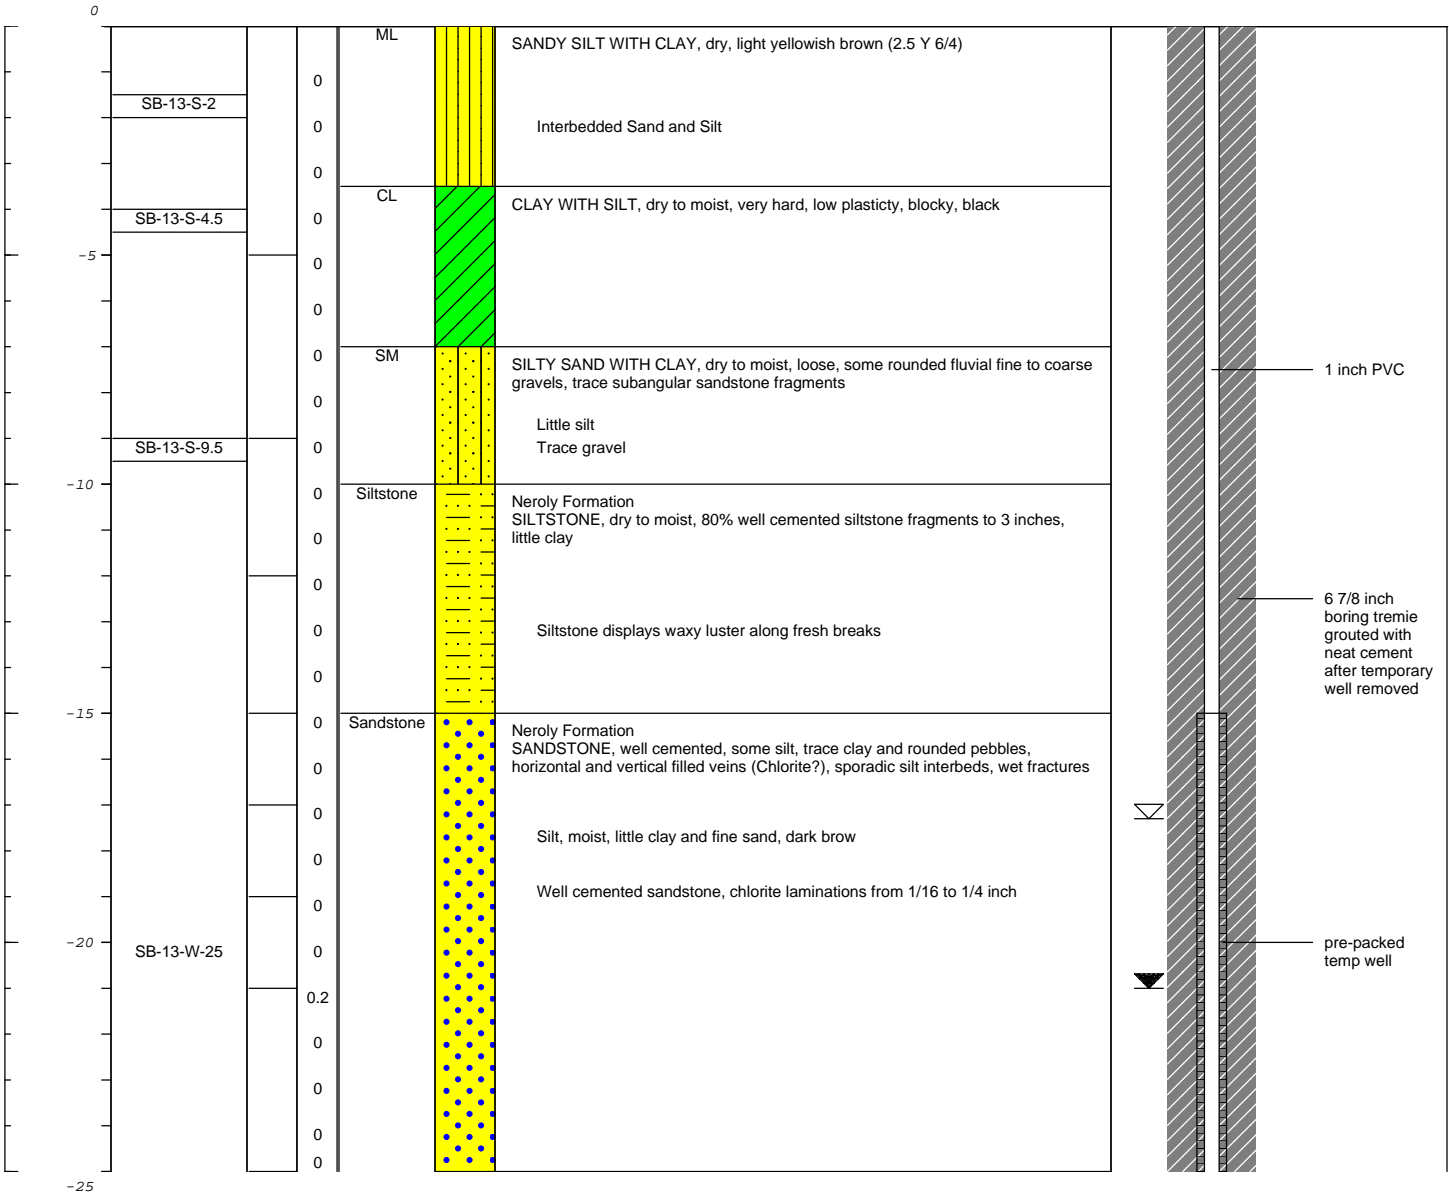 0
ML
SANDY SILT WITH CLAY, dry, light yellowish brown (2.5 Y 6/4)
0
SB-13-S-2
0
Interbedded Sand and Silt
0
CL
CLAY WITH SILT, dry to moist, very hard, low plasticty, blocky, black
SB-13-S-4.5
0
-5
0
0
0
SM
SILTY SAND WITH CLAY, dry to moist, loose, some rounded fluvial fine to coarse
gravels, trace subangular sandstone fragments
1 inch PVC
0
Little silt
SB-13-S-9.5
0
Trace gravel
-10
0
Siltstone
Neroly Formation
SILTSTONE, dry to moist, 80% well cemented siltstone fragments to 3 inches,
little clay
0
0
6 7/8 inch
boring tremie
grouted with
neat cement
after temporary
well removed
0
Siltstone displays waxy luster along fresh breaks
0
-15
0
Sandstone
Neroly Formation
SANDSTONE, well cemented, some silt, trace clay and rounded pebbles,
horizontal and vertical filled veins (Chlorite?), sporadic silt interbeds, wet fractures
0
0
Silt, moist, little clay and fine sand, dark brow
0
Well cemented sandstone, chlorite laminations from 1/16 to 1/4 inch
0
-20
SB-13-W-25
0
pre-packed
temp well
0.2
0
0
0
0
-25